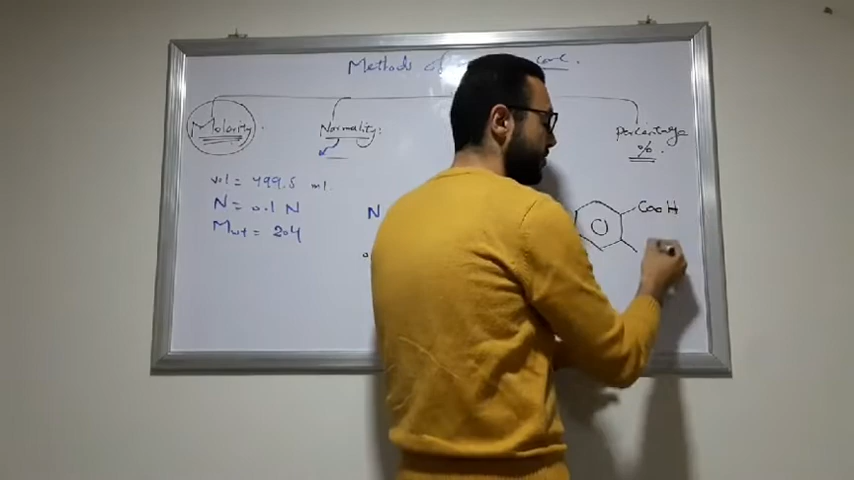 Methods of
Molarity
Normality:
Percentage
%.
vol = 499.5 ml.
N = 0.1 N
N
Mwt = 204
CooH